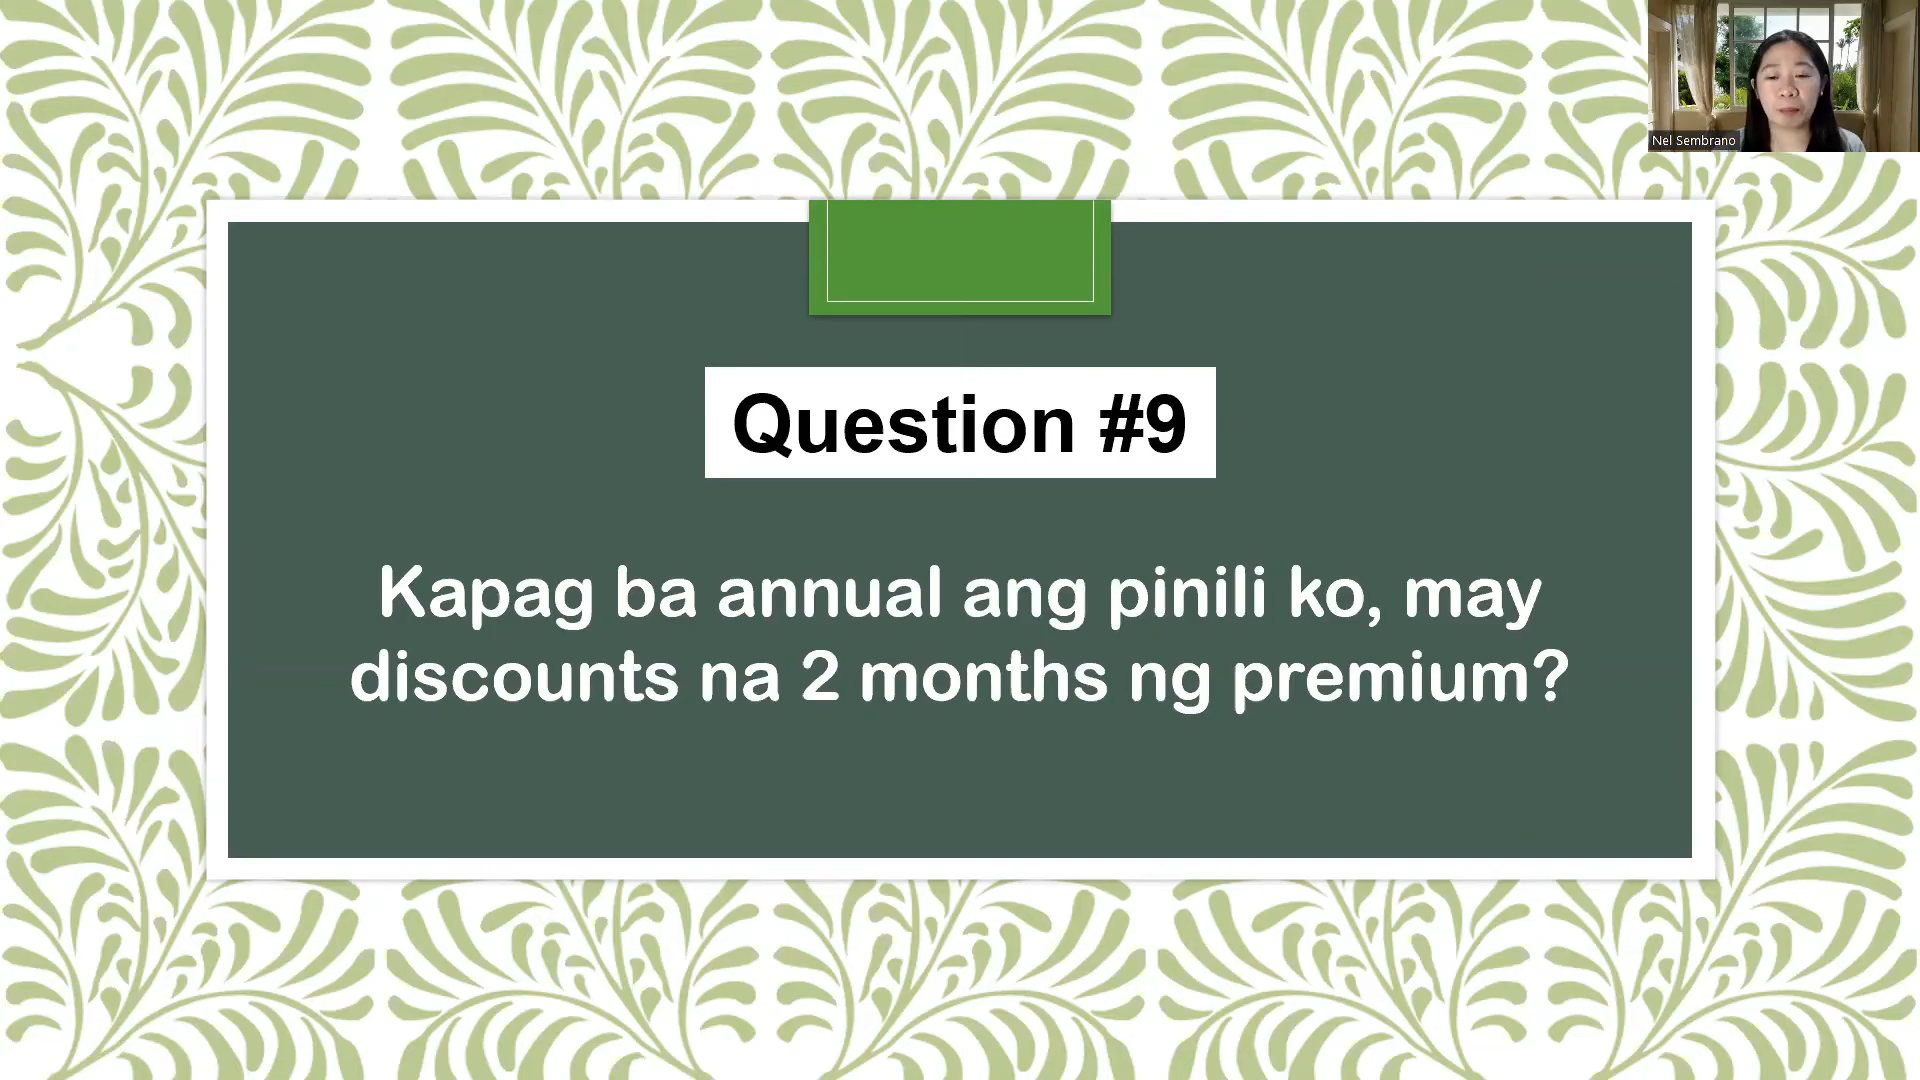 Nel Sembrano
Question #9
Kapag ba annual ang pinili ko, may
discounts na 2 months ng premium?